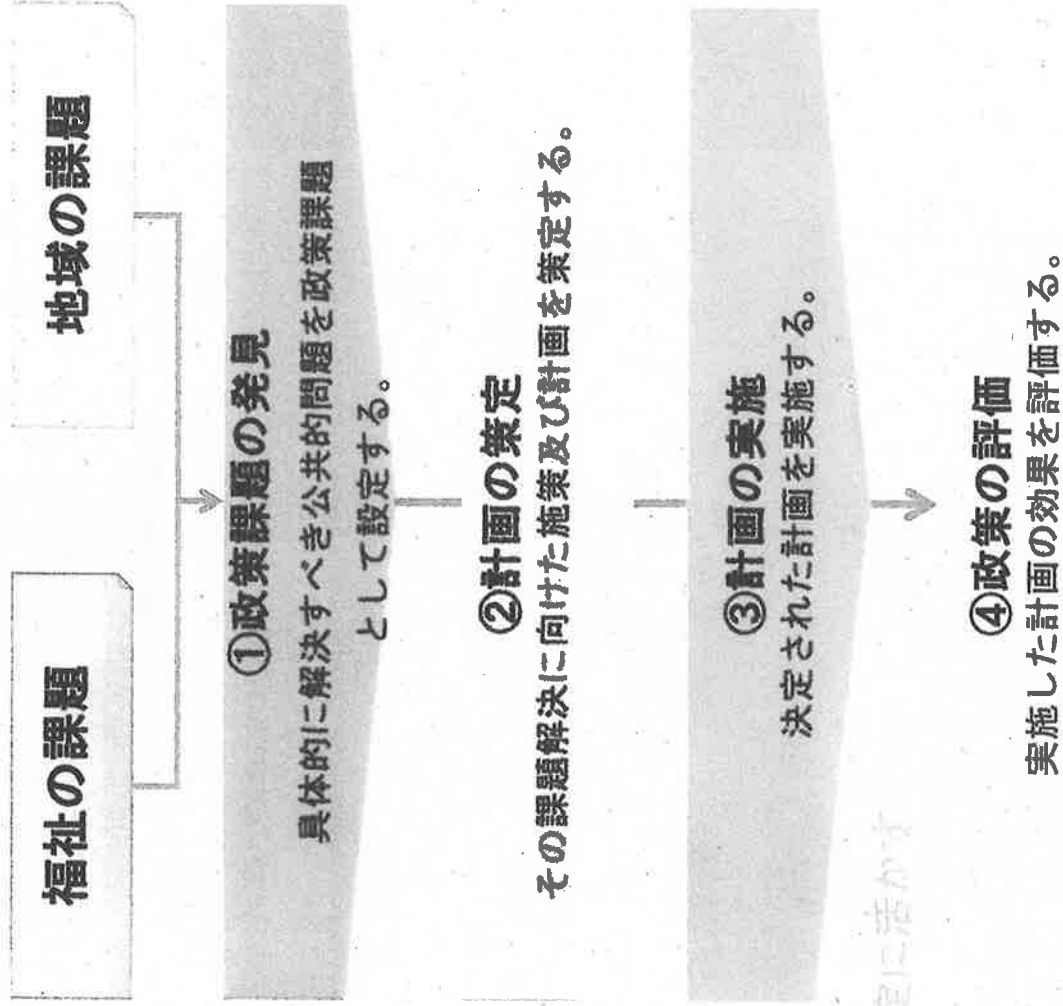 福祉の課題
地域の課題
①政策課題の発見
具体的に解決すべき公共的問題を政策課題
として設定する。
②計画の策定
その課題解決に向けた施策及び計画を策定する。
③計画の実施
決定された計画を実施する。
④政策の評価
実施した計画の効果を評価する。
に活かす